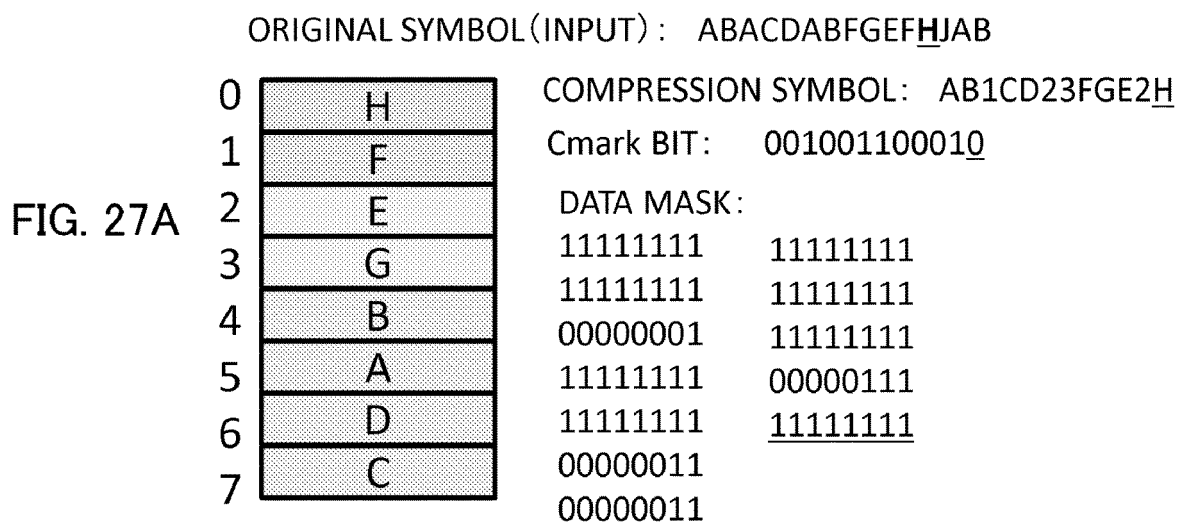 ORIGINAL SYMBOL(INPUT): ABACDABFGEFHJAB
COMPRESSION SYMBOL: AB1CD23FGE2H
Cmark BIT: 001001100010
FIG. 27A
0 H
1 F
2 E
3 G
4 B
5 A
6 D
7 C
DATA MASK:
11111111 11111111
11111111 11111111
00000001 11111111
11111111 00000111
11111111 11111111
00000011
00000011